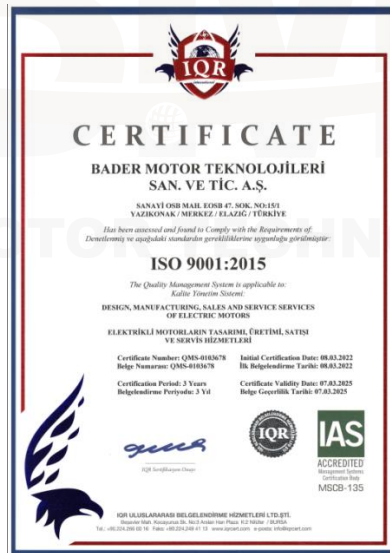 IQR
CERTIFICATE
BADER MOTOR TEKNOLOJİLERİ
SAN. VE TİC. A.Ş.
SANAYİ OSB MAH. EOSB 47. SOK. NO:15/1
YAZIKONAK / MERKEZ / ELAZIĞ / TÜRKİYE
Has been assessed and found to Comply with the Requirements of:
Denetlenmiş ve aşağıdaki standardın gerekliliklerine uygunluğu görülmüştür:
ISO 9001:2015
The Quality Management System is applicable to:
Kalite Yönetim Sistemi:
DESIGN, MANUFACTURING, SALES AND SERVICE SERVICES
OF ELECTRIC MOTORS
ELEKTRİKLİ MOTORLARIN TASARIMI, ÜRETİMİ, SATIŞI
VE SERVİS HİZMETLERİ
Certificate Number: QMS-0103678 Initial Certification Date: 08.03.2022
Belge Numarası: QMS-0103678 İlk Belgelendirme Tarihi: 08.03.2022
Certification Period: 3 Years Certificate Validity Date: 07.03.2025
Belgelendirme Periyodu: 3 Yıl Belge Geçerlilik Tarihi: 07.03.2025
IQR
IAS
ACCREDITED
Management Systems
Certification Body
MSCB-135
IQR Sertifikasyon Onayı
IQR ULUSLARARASI BELGELENDİRME HİZMETLERİ LTD.ŞTİ.